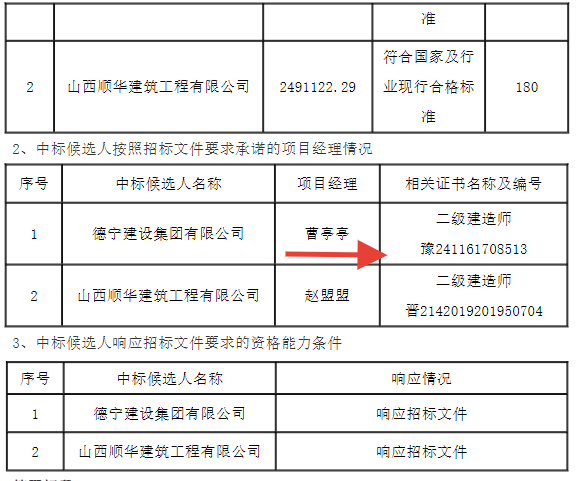 准
2 山西顺华建筑工程有限公司 2491122.29 符合国家及行业现行合格标准 180
2、中标候选人按照招标文件要求承诺的项目经理情况
序号 中标候选人名称 项目经理 相关证书名称及编号
1 德宁建设集团有限公司 曹亭亭 二级建造师
豫241161708513
2 山西顺华建筑工程有限公司 赵盟盟 二级建造师
晋2142019201950704
3、中标候选人响应招标文件要求的资格能力条件
序号 中标候选人名称 响应情况
1 德宁建设集团有限公司 响应招标文件
2 山西顺华建筑工程有限公司 响应招标文件